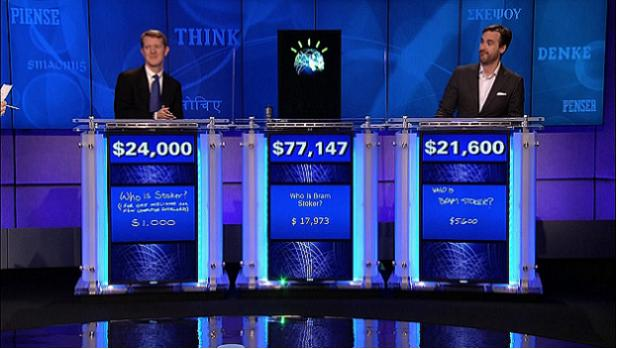 PIENSE
THINK
ΣΚΕΨΟΥ
DENKE
PENSER
$24,000
Who is Stoker?
(I FOR ONE WELCOME OUR
NEW COMPUTER OVERLORDS)
$1,000
$77,147
Who is Bram
Stoker?
$ 17,973
$21,600
WHO IS
BRAM STOKER?
$5600